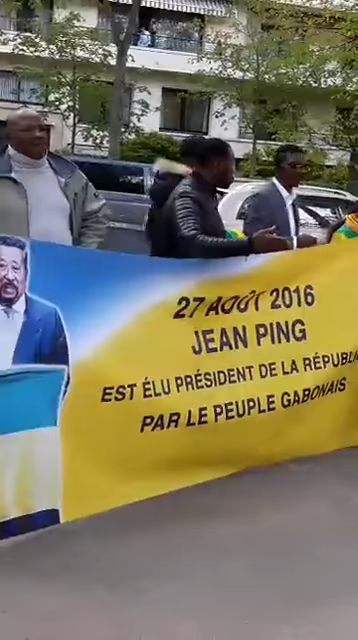 27 AOÛT 2016
JEAN PING
EST ÉLU PRÉSIDENT DE LA RÉPUBLI
PAR LE PEUPLE GABONAIS